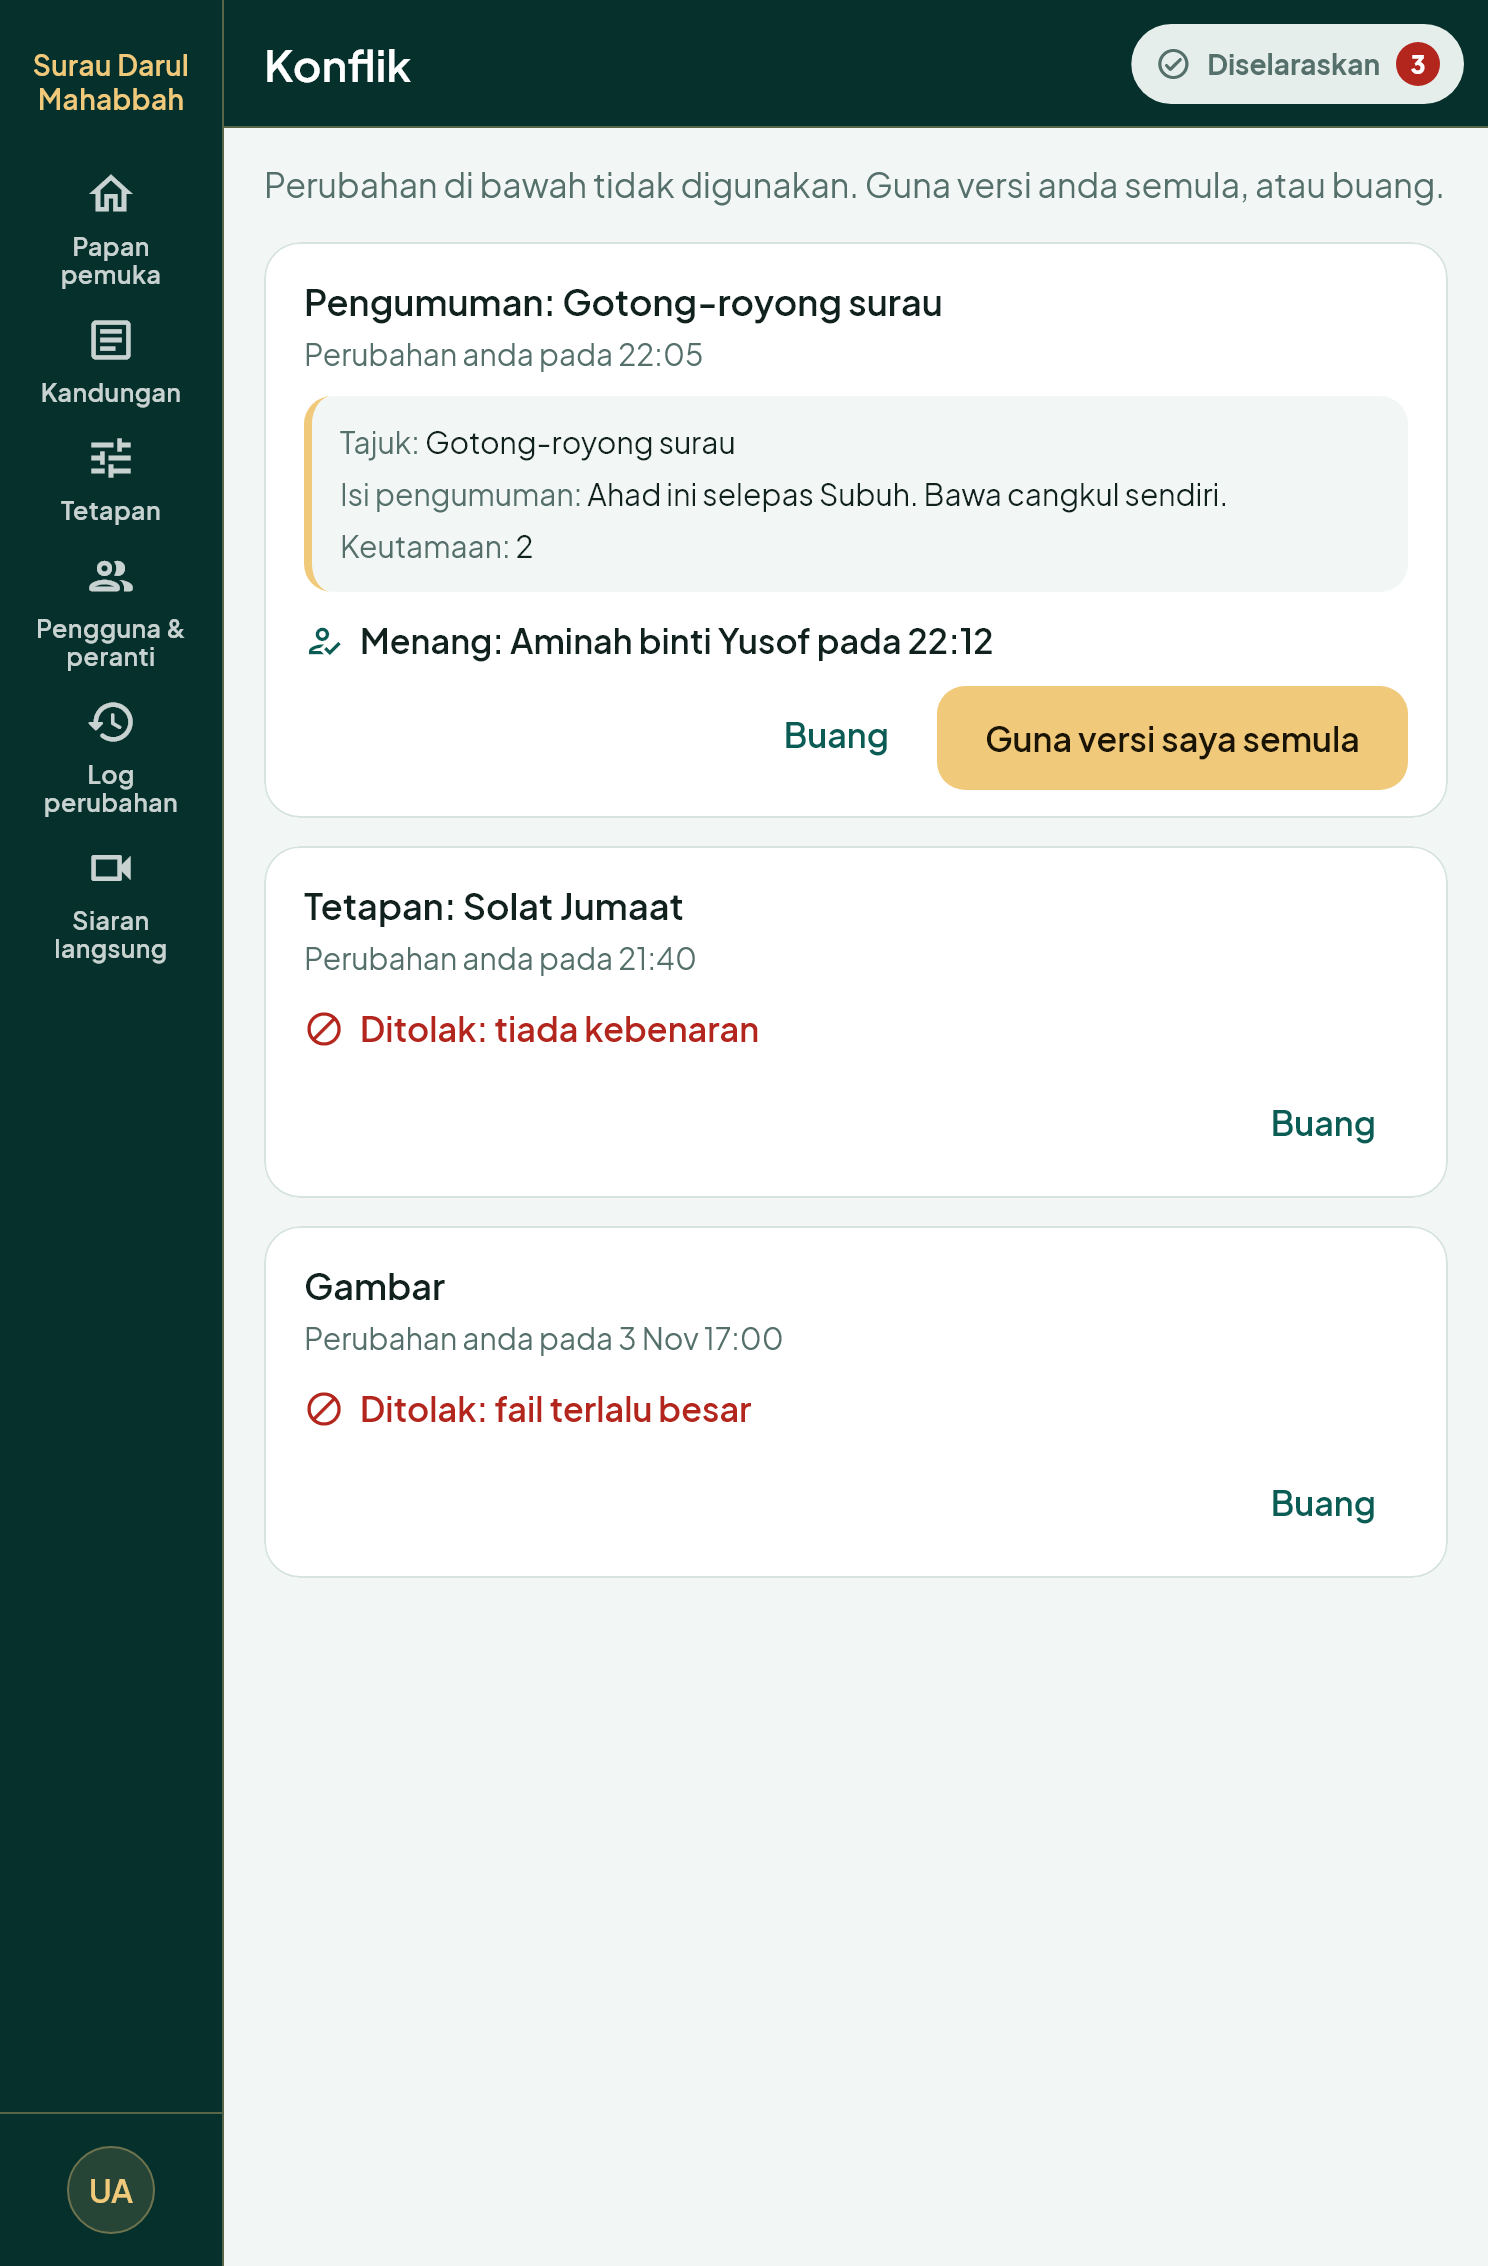 Surau Darul
Mahabbah
Papan
pemuka
Kandungan
Tetapan
Pengguna &
peranti
Log
perubahan
Siaran
langsung
UA
Konflik
Diselaraskan 3
Perubahan di bawah tidak digunakan. Guna versi anda semula, atau buang.
Pengumuman: Gotong-royong surau
Perubahan anda pada 22:05
Tajuk: Gotong-royong surau
Isi pengumuman: Ahad ini selepas Subuh. Bawa cangkul sendiri.
Keutamaan: 2
Menang: Aminah binti Yusof pada 22:12
Buang
Guna versi saya semula
Tetapan: Solat Jumaat
Perubahan anda pada 21:40
Ditolak: tiada kebenaran
Buang
Gambar
Perubahan anda pada 3 Nov 17:00
Ditolak: fail terlalu besar
Buang